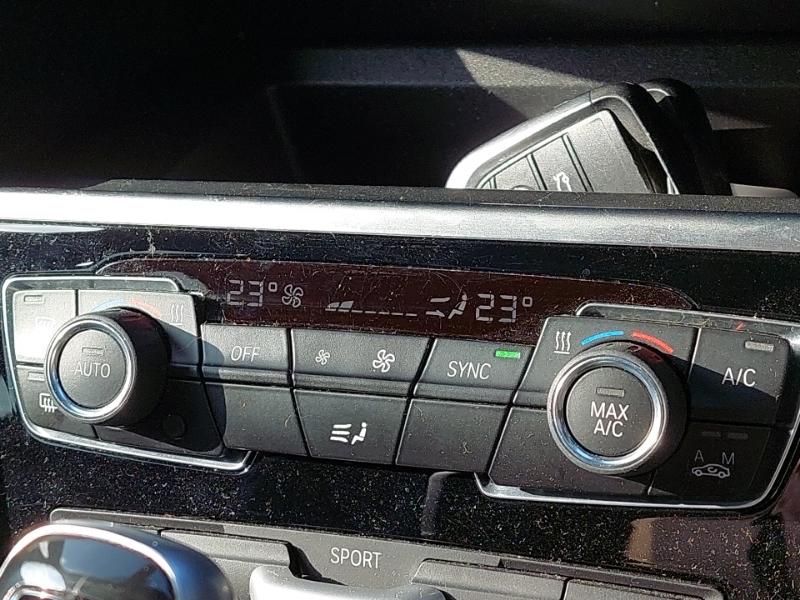 23°
23°
AUTO
OFF
SYNC
MAX
A/C
A/C
A M
SPORT